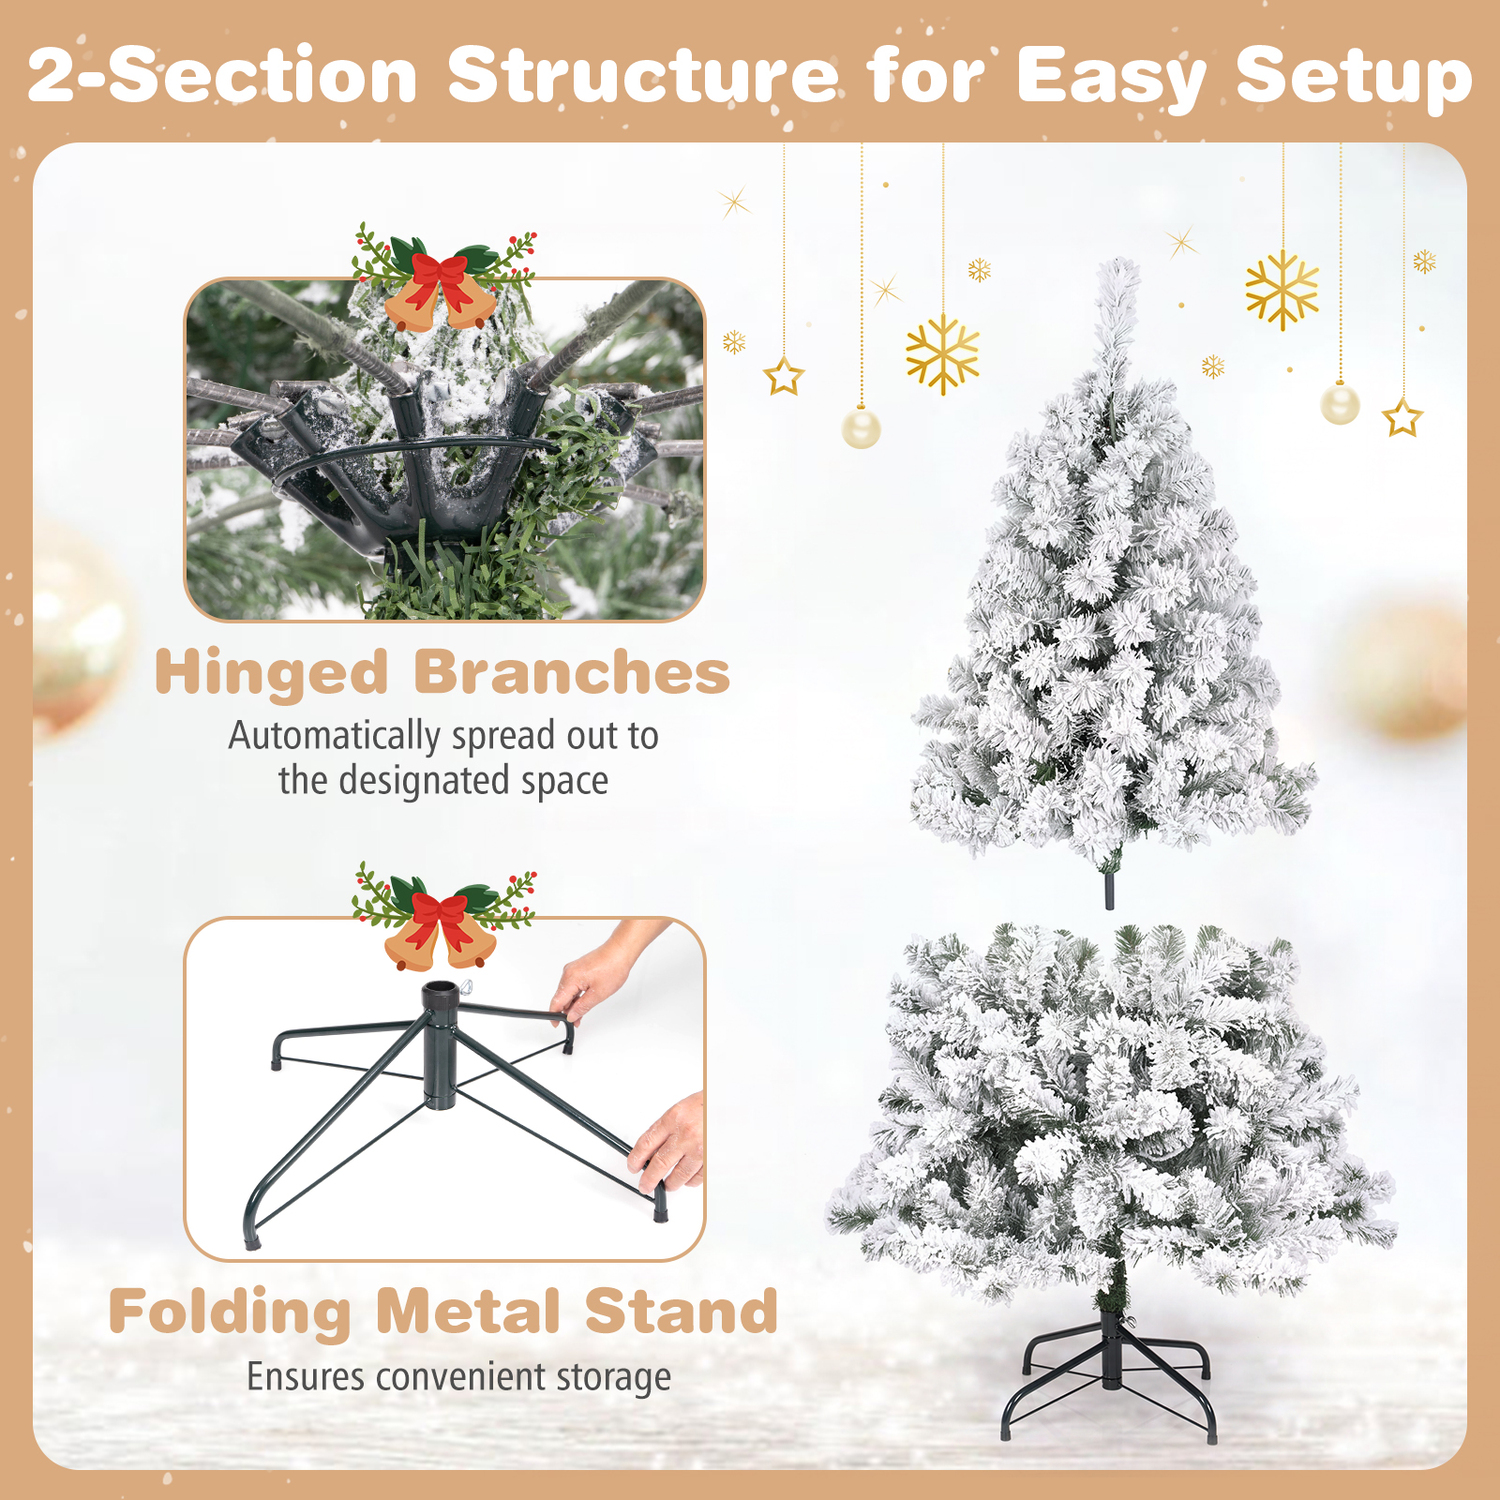 2-Section Structure for Easy Setup
Hinged Branches
Automatically spread out to
the designated space
Folding Metal Stand
Ensures convenient storage